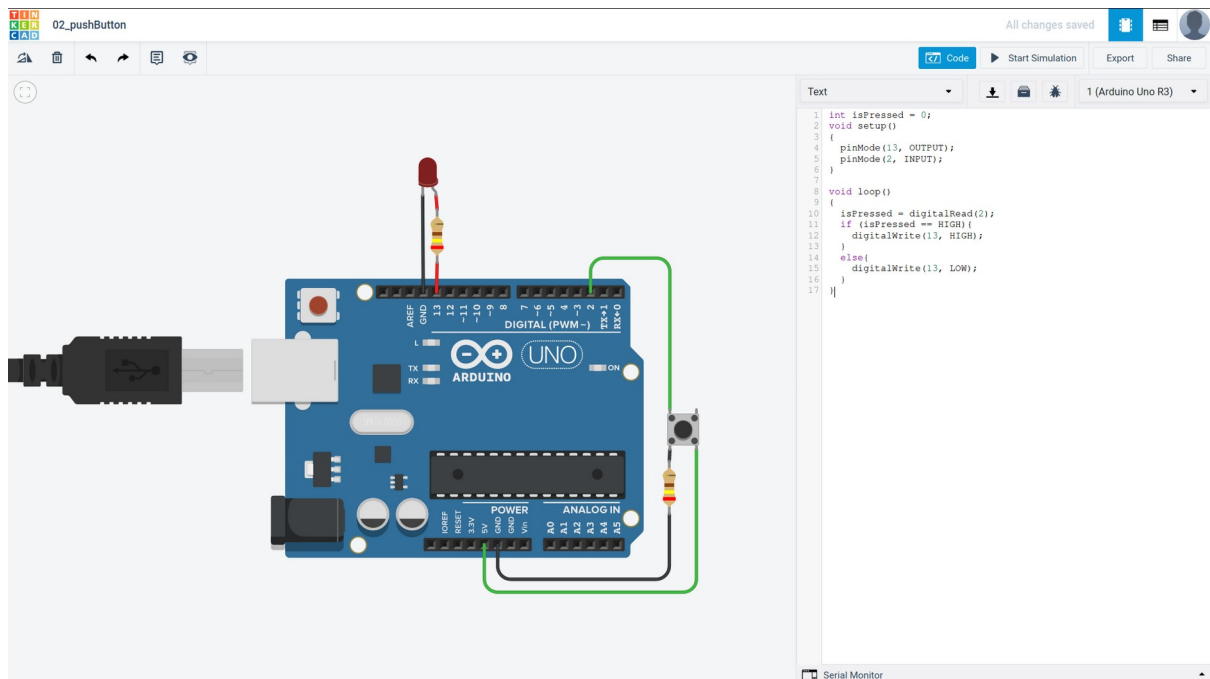 TIN
KER
CAD
02_pushButton
All changes saved
Code
Start Simulation
Export
Share
Text
1 (Arduino Uno R3)
1 int isPressed = 0;
2 void setup()
3 {
4   pinMode(13, OUTPUT);
5   pinMode(2, INPUT);
6 }
7
8 void loop()
9 {
10   isPressed = digitalRead(2);
11   if (isPressed == HIGH){
12     digitalWrite(13, HIGH);
13   }
14   else{
15     digitalWrite(13, LOW);
16   }
17 }
AREF
GND
13
12
~11
~10
~9
8
7
~6
~5
4
~3
2
TX→1
RX←0
DIGITAL (PWM~)
L
TX
RX
UNO
ARDUINO
ON
POWER
ANALOG IN
IOREF
RESET
3.3V
5V
GND
GND
Vin
A0
A1
A2
A3
A4
A5
Serial Monitor